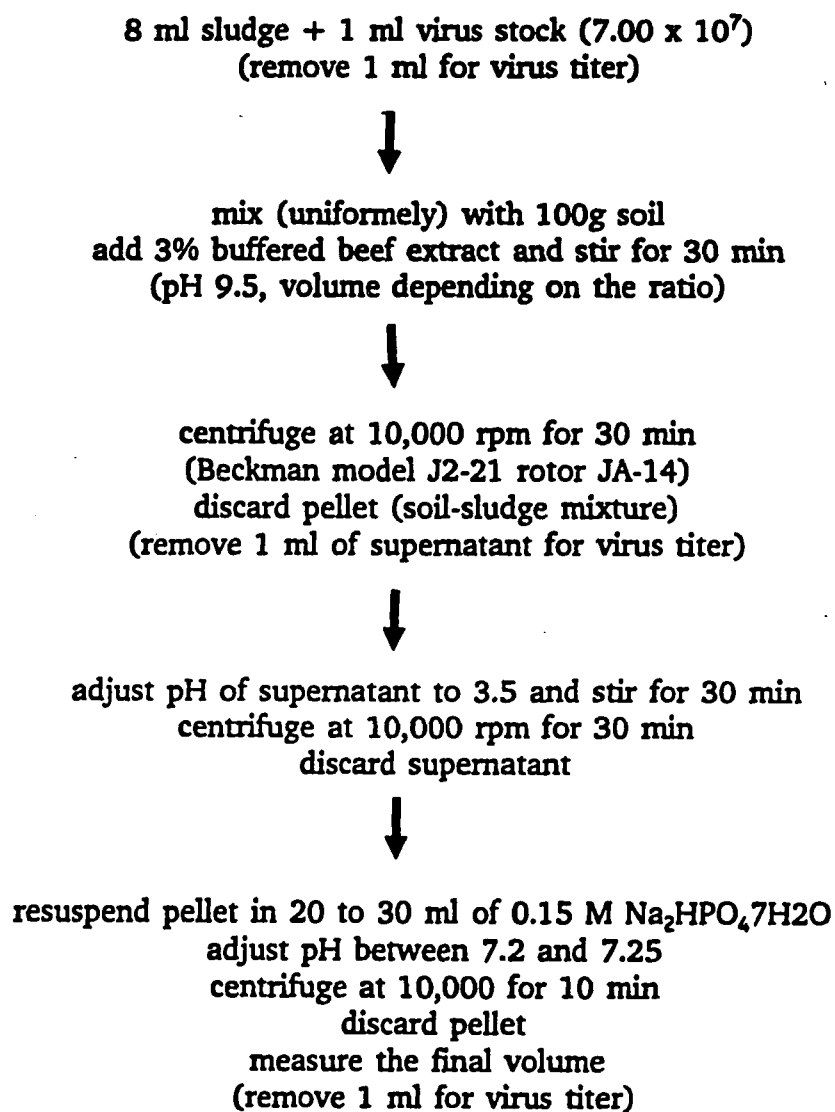 8 ml sludge + 1 ml virus stock (7.00 x 10⁷)
(remove 1 ml for virus titer)
mix (uniformely) with 100g soil
add 3% buffered beef extract and stir for 30 min
(pH 9.5, volume depending on the ratio)
centrifuge at 10,000 rpm for 30 min
(Beckman model J2-21 rotor JA-14)
discard pellet (soil-sludge mixture)
(remove 1 ml of supernatant for virus titer)
adjust pH of supernatant to 3.5 and stir for 30 min
centrifuge at 10,000 rpm for 30 min
discard supernatant
resuspend pellet in 20 to 30 ml of 0.15 M Na₂HPO₄7H2O
adjust pH between 7.2 and 7.25
centrifuge at 10,000 for 10 min
discard pellet
measure the final volume
(remove 1 ml for virus titer)